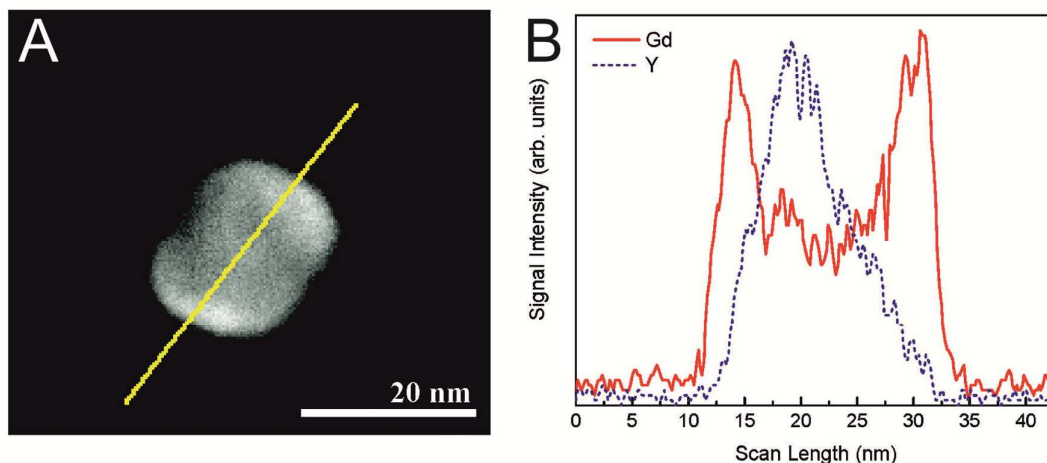 A
20 nm
B
Gd
Y
Signal Intensity (arb. units)
0 5 10 15 20 25 30 35 40
Scan Length (nm)